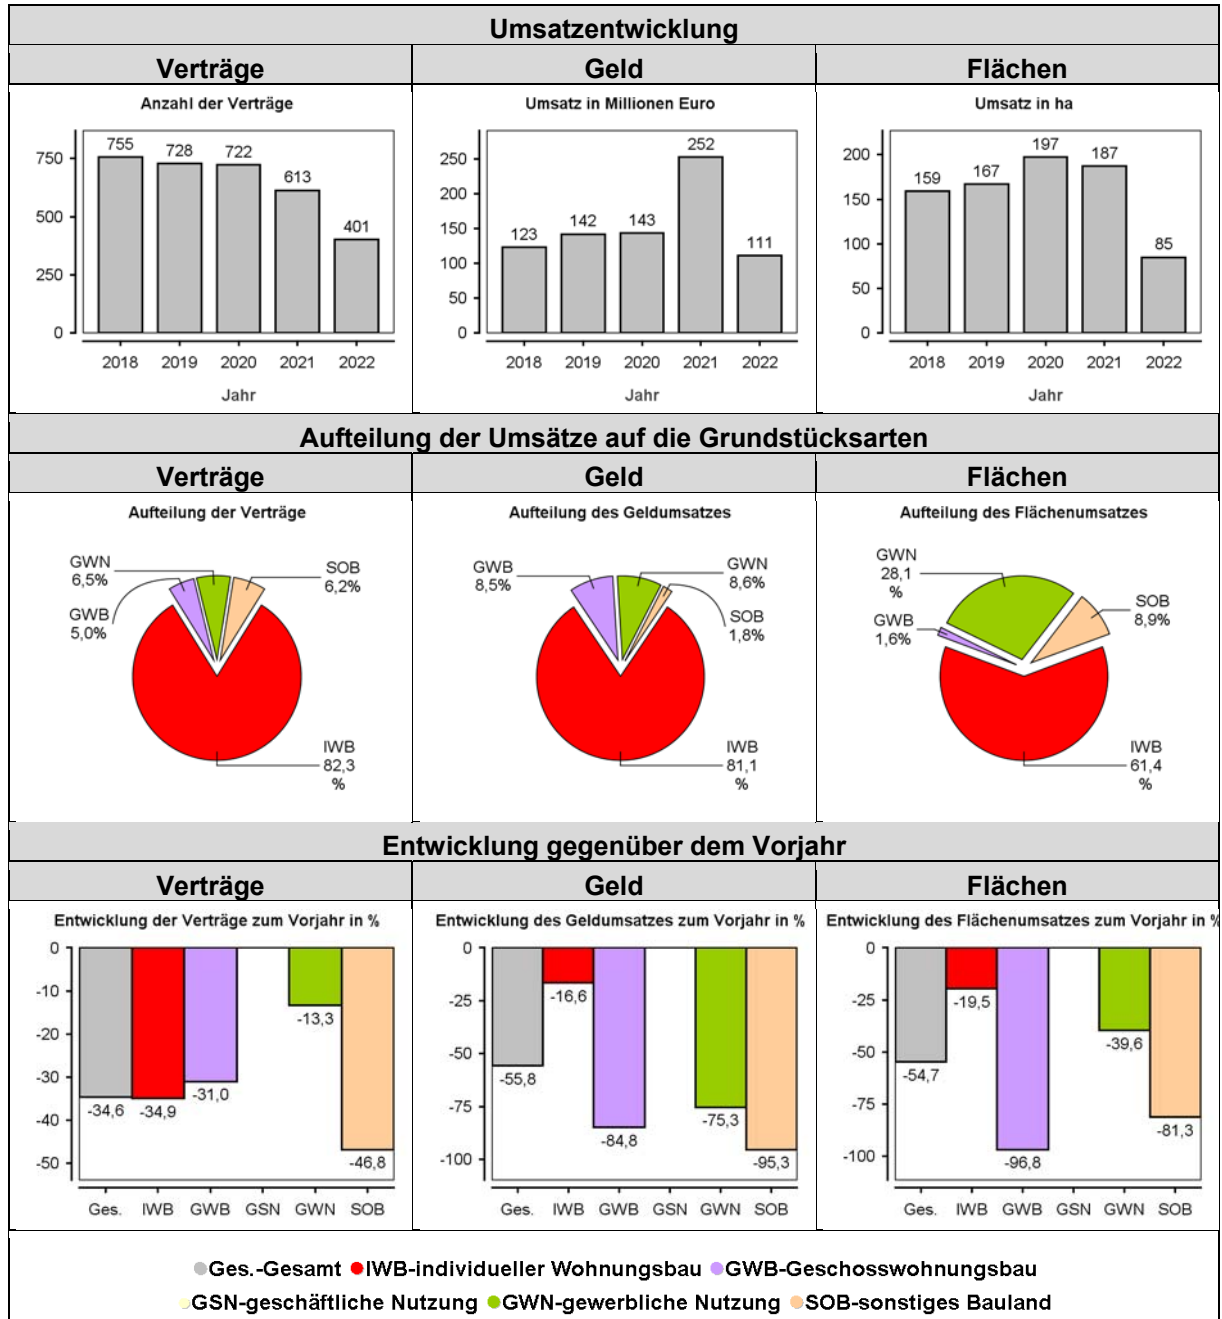 Umsatzentwicklung
Verträge Geld Flächen
Anzahl der Verträge
755
728
722
613
401
750
500
250
0
2018 2019 2020 2021 2022
Jahr
Umsatz in Millionen Euro
252
123
142
143
111
250
200
150
100
50
0
2018 2019 2020 2021 2022
Jahr
Umsatz in ha
159
167
197
187
85
200
150
100
50
0
2018 2019 2020 2021 2022
Jahr
Aufteilung der Umsätze auf die Grundstücksarten
Verträge Geld Flächen
Aufteilung der Verträge
GWN
6,5%
SOB
6,2%
GWB
5,0%
IWB
82,3
%
Aufteilung des Geldumsatzes
GWB
8,5%
GWN
8,6%
SOB
1,8%
IWB
81,1
%
Aufteilung des Flächenumsatzes
GWN
28,1
%
SOB
8,9%
GWB
1,6%
IWB
61,4
%
Entwicklung gegenüber dem Vorjahr
Verträge Geld Flächen
Entwicklung der Verträge zum Vorjahr in %
0
-10
-20
-30
-40
-50
-34,6
-34,9
-31,0
-13,3
-46,8
Ges. IWB GWB GSN GWN SOB
Entwicklung des Geldumsatzes zum Vorjahr in %
0
-25
-50
-75
-100
-55,8
-16,6
-84,8
-75,3
-95,3
Ges. IWB GWB GSN GWN SOB
Entwicklung des Flächenumsatzes zum Vorjahr in %
0
-25
-50
-75
-100
-54,7
-19,5
-96,8
-39,6
-81,3
Ges. IWB GWB GSN GWN SOB
Ges.-Gesamt IWB-individueller Wohnungsbau GWB-Geschosswohnungsbau
GSN-geschäftliche Nutzung GWN-gewerbliche Nutzung SOB-sonstiges Bauland